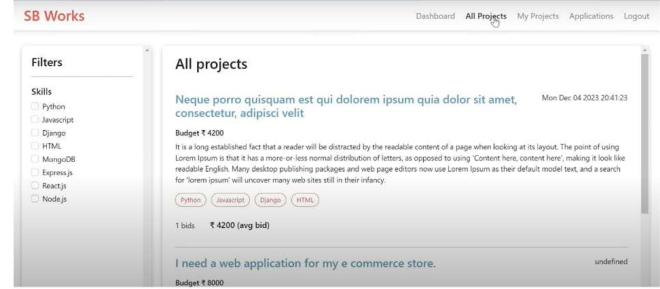 SB Works
Dashboard All Projects My Projects Applications Logout
Filters
Skills
Python
Javascript
Django
HTML
MongoDB
Express.js
React.js
Node.js
All projects
Neque porro quisquam est qui dolorem ipsum quia dolor sit amet,
consectetur, adipisci velit
Mon Dec 04 2023 20:41:23
Budget ₹ 4200
It is a long established fact that a reader will be distracted by the readable content of a page when looking at its layout. The point of using
Lorem Ipsum is that it has a more-or-less normal distribution of letters, as opposed to using 'Content here, content here', making it look like
readable English. Many desktop publishing packages and web page editors now use Lorem Ipsum as their default model text, and a search
for 'lorem ipsum' will uncover many web sites still in their infancy.
Python Javascript Django HTML
1 bids ₹ 4200 (avg bid)
I need a web application for my e commerce store.
undefined
Budget ₹ 8000